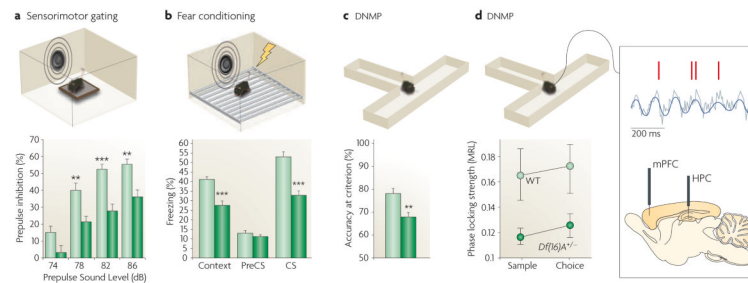 a Sensorimotor gating
b Fear conditioning
c DNMP
d DNMP
200 ms
mPFC
HPC
Prepulse inhibition (%)
70
60
50
40
30
20
10
0
**
***
**
74 78 82 86
Prepulse Sound Level (dB)
Freezing (%)
60
55
50
45
40
35
30
25
20
15
10
5
0
***
***
Context PreCS CS
Accuracy at criterion (%)
100
90
80
70
60
50
**
Phase locking strength (MRL)
0.18
0.16
0.14
0.12
0.1
WT
Df(16)A+/−
Sample Choice